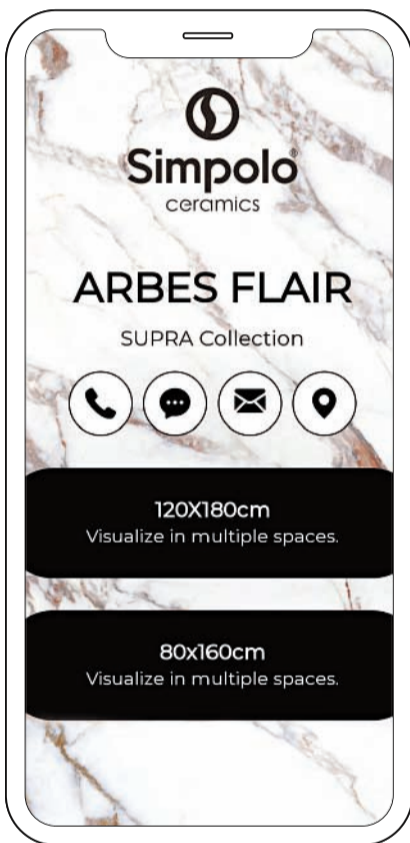 Simpolo®
ceramics
ARBES FLAIR
SUPRA Collection
120X180cm
Visualize in multiple spaces.
80x160cm
Visualize in multiple spaces.